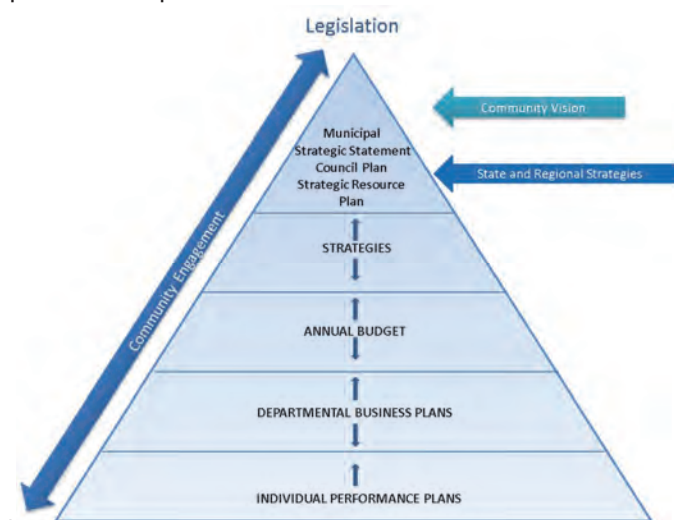 Legislation
Community Vision
Municipal
Strategic Statement
Council Plan
Strategic Resource
Plan
State and Regional Strategies
Community Engagement
STRATEGIES
ANNUAL BUDGET
DEPARTMENTAL BUSINESS PLANS
INDIVIDUAL PERFORMANCE PLANS